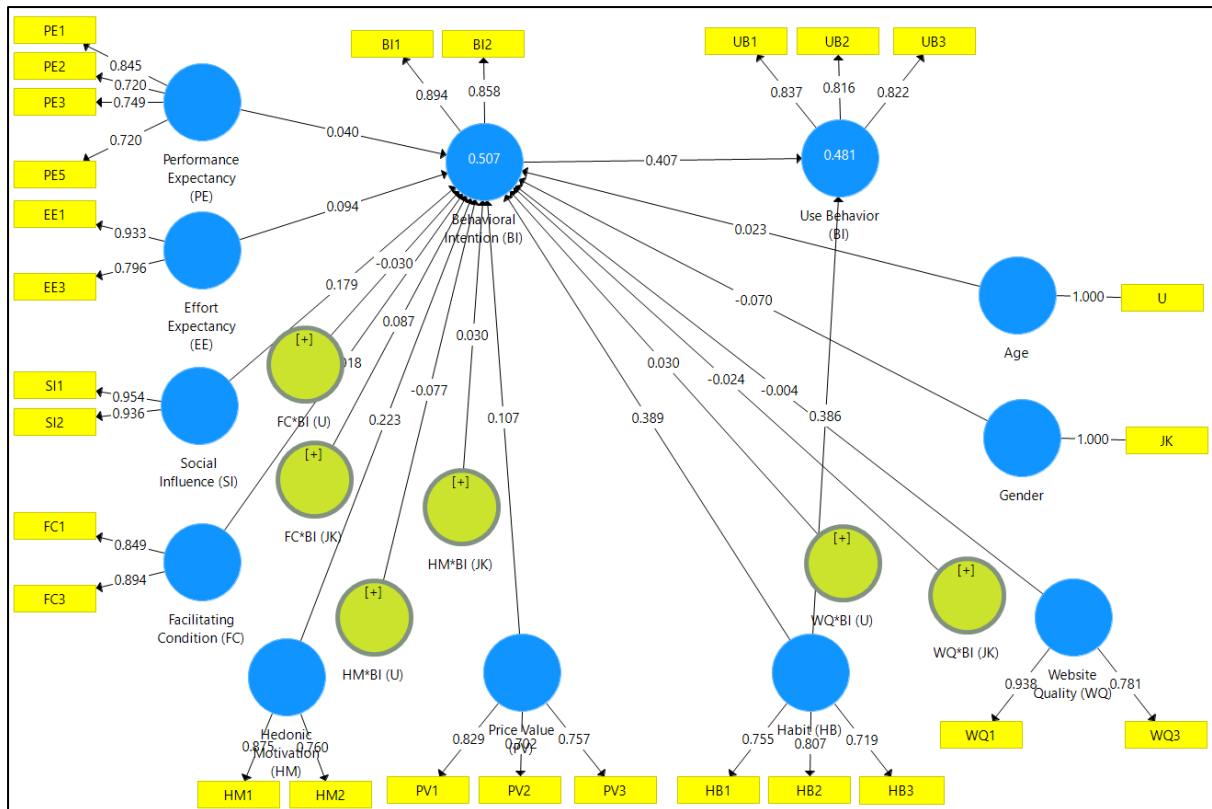 PE1
PE2
PE3
PE5
0.845
0.720
0.749
0.720
Performance
Expectancy
(PE)
EE1
EE3
0.933
0.796
Effort
Expectancy
(EE)
SI1
SI2
0.954
0.936
Social
Influence (SI)
FC1
FC3
0.849
0.894
Facilitating
Condition (FC)
BI1
BI2
0.894
0.858
0.507
Behavioral
Intention (BI)
UB1
UB2
UB3
0.837
0.816
0.822
0.481
Use Behavior
(BI)
0.040
0.094
0.407
0.179
-0.030
0.087
0.223
-0.077
0.030
0.107
0.389
0.386
0.030
-0.024
-0.004
0.023
-0.070
[+]
FC*BI (U)
[+]
FC*BI (JK)
[+]
HM*BI (JK)
[+]
HM*BI (U)
[+]
WQ*BI (U)
[+]
WQ*BI (JK)
Age
1.000
U
Gender
1.000
JK
Hedonic
Motivation
(HM)
0.875
0.760
HM1
HM2
Price Value
(PV)
0.829
0.702
0.757
PV1
PV2
PV3
Habit (HB)
0.755
0.807
0.719
HB1
HB2
HB3
Website
Quality (WQ)
0.938
0.781
WQ1
WQ3